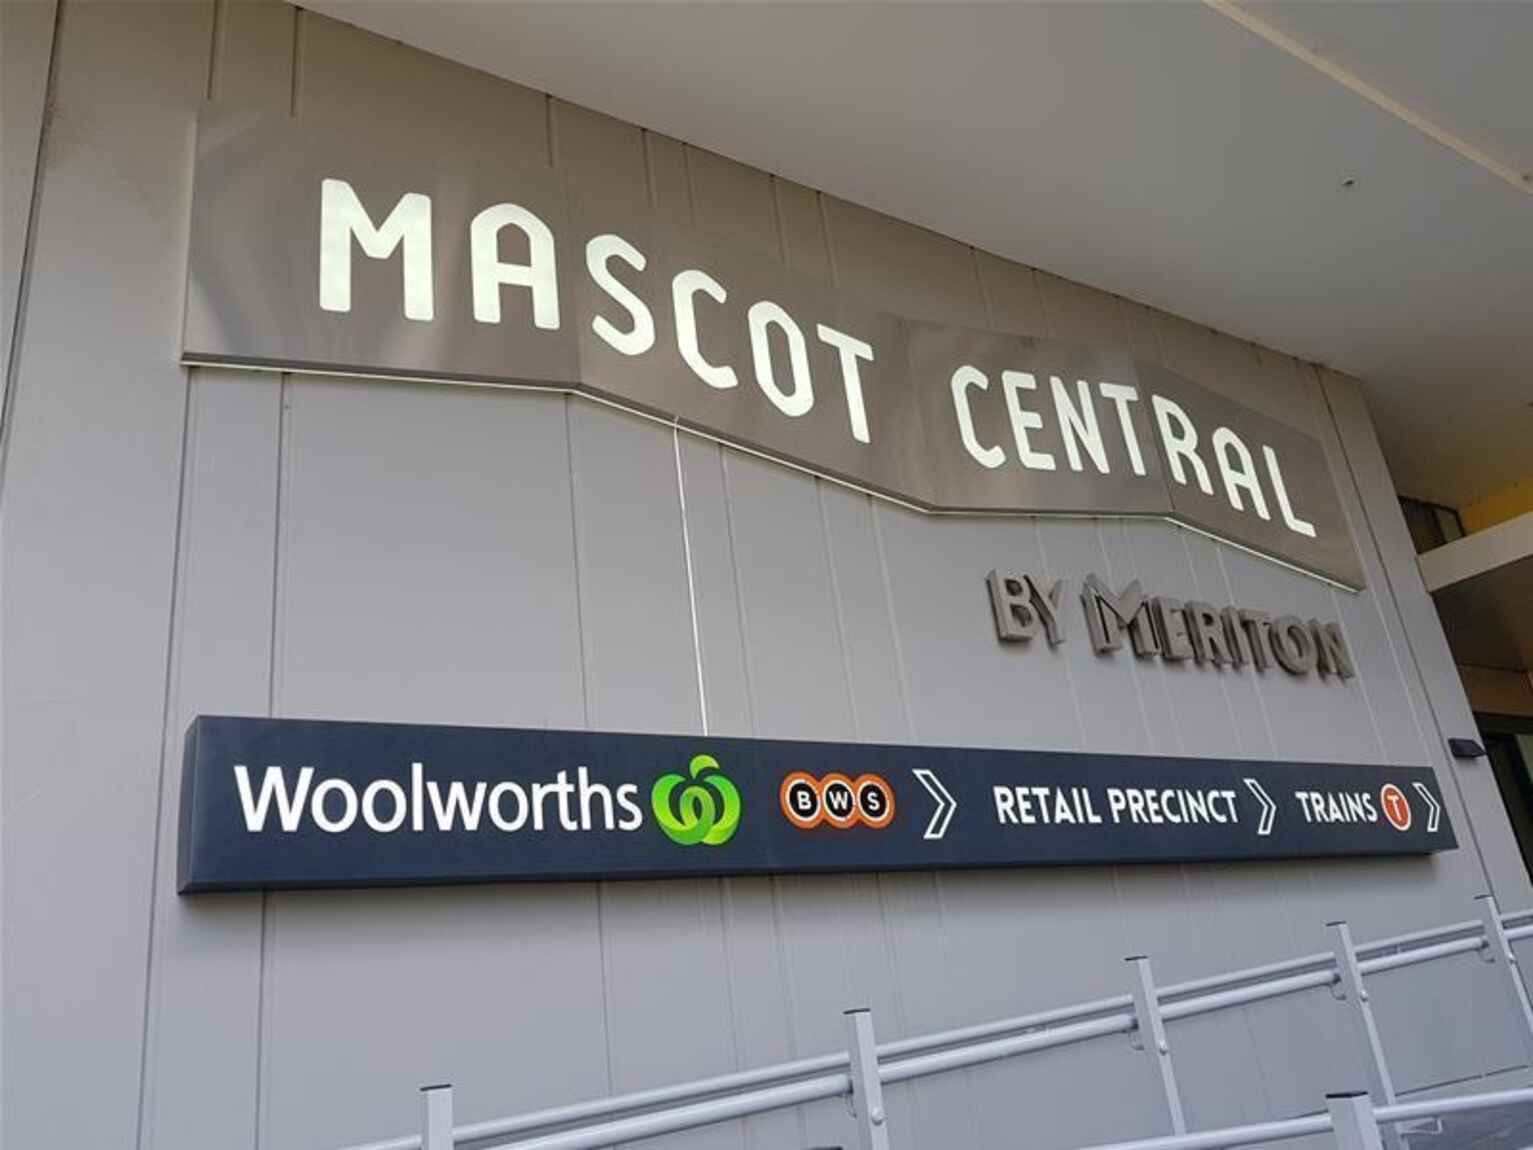 MASCOT CENTRAL
BY MERITON
Woolworths BWS RETAIL PRECINCT TRAINS T